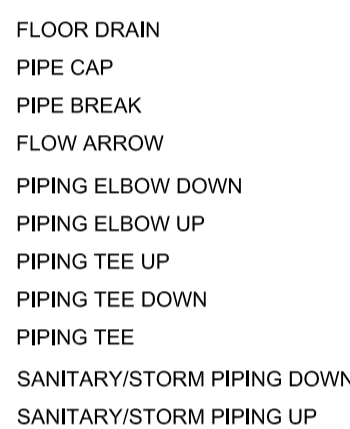 FLOOR DRAIN
PIPE CAP
PIPE BREAK
FLOW ARROW
PIPING ELBOW DOWN
PIPING ELBOW UP
PIPING TEE UP
PIPING TEE DOWN
PIPING TEE
SANITARY/STORM PIPING DOWN
SANITARY/STORM PIPING UP